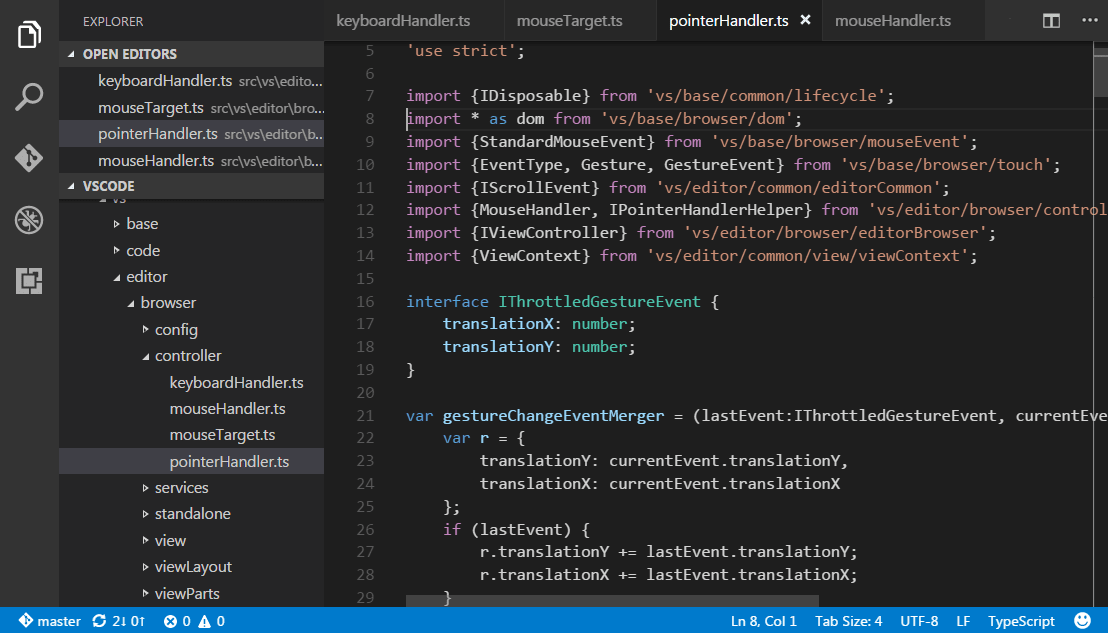 EXPLORER
OPEN EDITORS
keyboardHandler.ts src\vs\edito...
mouseTarget.ts src\vs\editor\bro...
pointerHandler.ts src\vs\editor\b...
mouseHandler.ts src\vs\editor\b...
VSCODE
vs
base
code
editor
browser
config
controller
keyboardHandler.ts
mouseHandler.ts
mouseTarget.ts
pointerHandler.ts
services
standalone
view
viewLayout
viewParts
keyboardHandler.ts mouseTarget.ts pointerHandler.ts × mouseHandler.ts ...
5 'use strict';
6
7 import {IDisposable} from 'vs/base/common/lifecycle';
8 import * as dom from 'vs/base/browser/dom';
9 import {StandardMouseEvent} from 'vs/base/browser/mouseEvent';
10 import {EventType, Gesture, GestureEvent} from 'vs/base/browser/touch';
11 import {IScrollEvent} from 'vs/editor/common/editorCommon';
12 import {MouseHandler, IPointerHandlerHelper} from 'vs/editor/browser/control
13 import {IViewController} from 'vs/editor/browser/editorBrowser';
14 import {ViewContext} from 'vs/editor/common/view/viewContext';
15
16 interface IThrottledGestureEvent {
17     translationX: number;
18     translationY: number;
19 }
20
21 var gestureChangeEventMerger = (lastEvent:IThrottledGestureEvent, currentEve
22     var r = {
23         translationY: currentEvent.translationY,
24         translationX: currentEvent.translationX
25     };
26     if (lastEvent) {
27         r.translationY += lastEvent.translationY;
28         r.translationX += lastEvent.translationX;
29     }
master 2↓ 0↑ 0 0 Ln 8, Col 1 Tab Size: 4 UTF-8 LF TypeScript